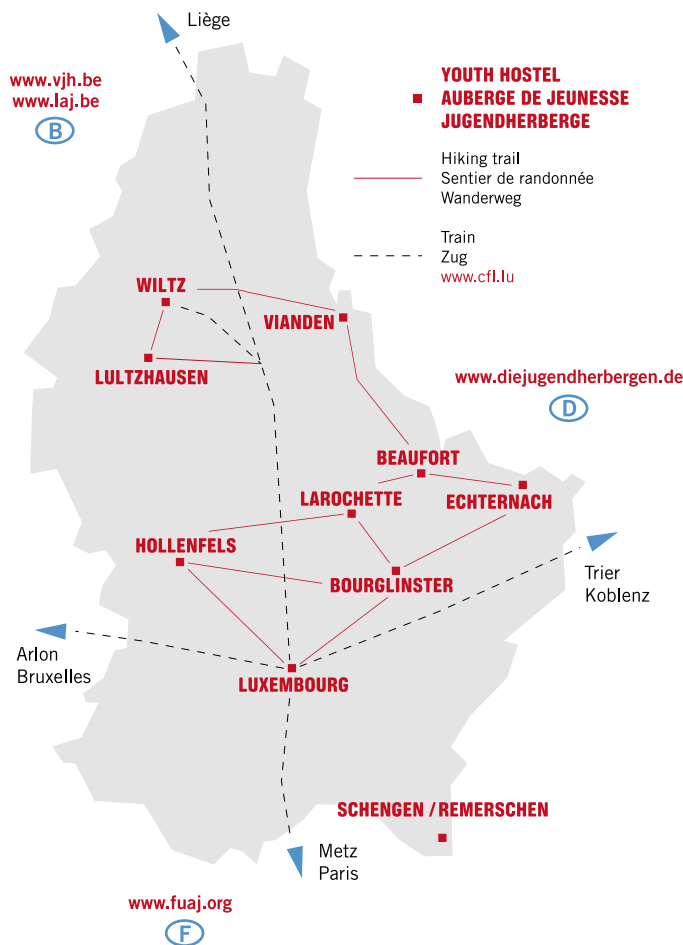 Liège
www.vjh.be
www.laj.be
B
YOUTH HOSTEL
AUBERGE DE JEUNESSE
JUGENDHERBERGE
Hiking trail
Sentier de randonnée
Wanderweg
Train
Zug
www.cfl.lu
WILTZ
VIANDEN
LULTZHAUSEN
www.diejugendherbergen.de
D
BEAUFORT
LAROCHETTE
ECHTERNACH
HOLLENFELS
BOURGLINSTER
Trier
Koblenz
Arlon
Bruxelles
LUXEMBOURG
SCHENGEN / REMERSCHEN
Metz
Paris
www.fuaj.org
F